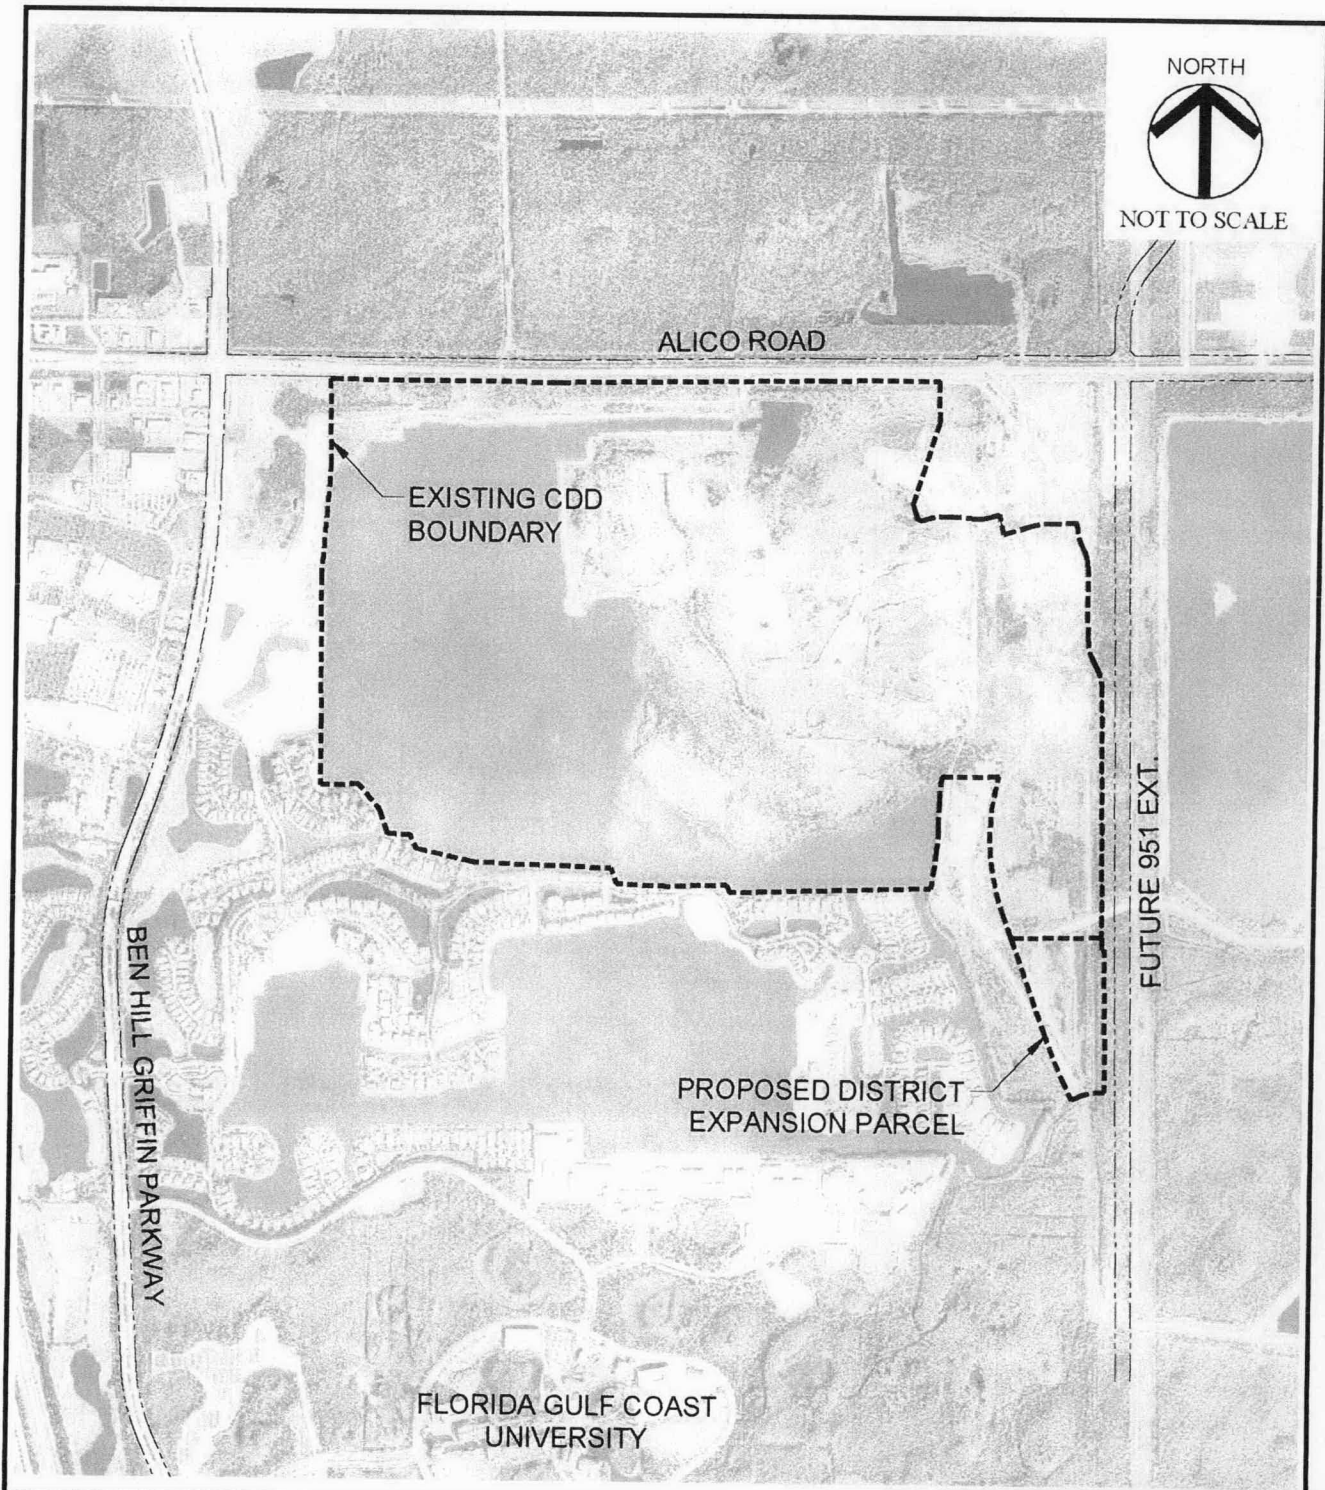 NORTH
NOT TO SCALE
ALICO ROAD
EXISTING CDD
BOUNDARY
FUTURE 951 EXT.
BEN HILL GRIFFIN PARKWAY
PROPOSED DISTRICT
EXPANSION PARCEL
FLORIDA GULF COAST
UNIVERSITY